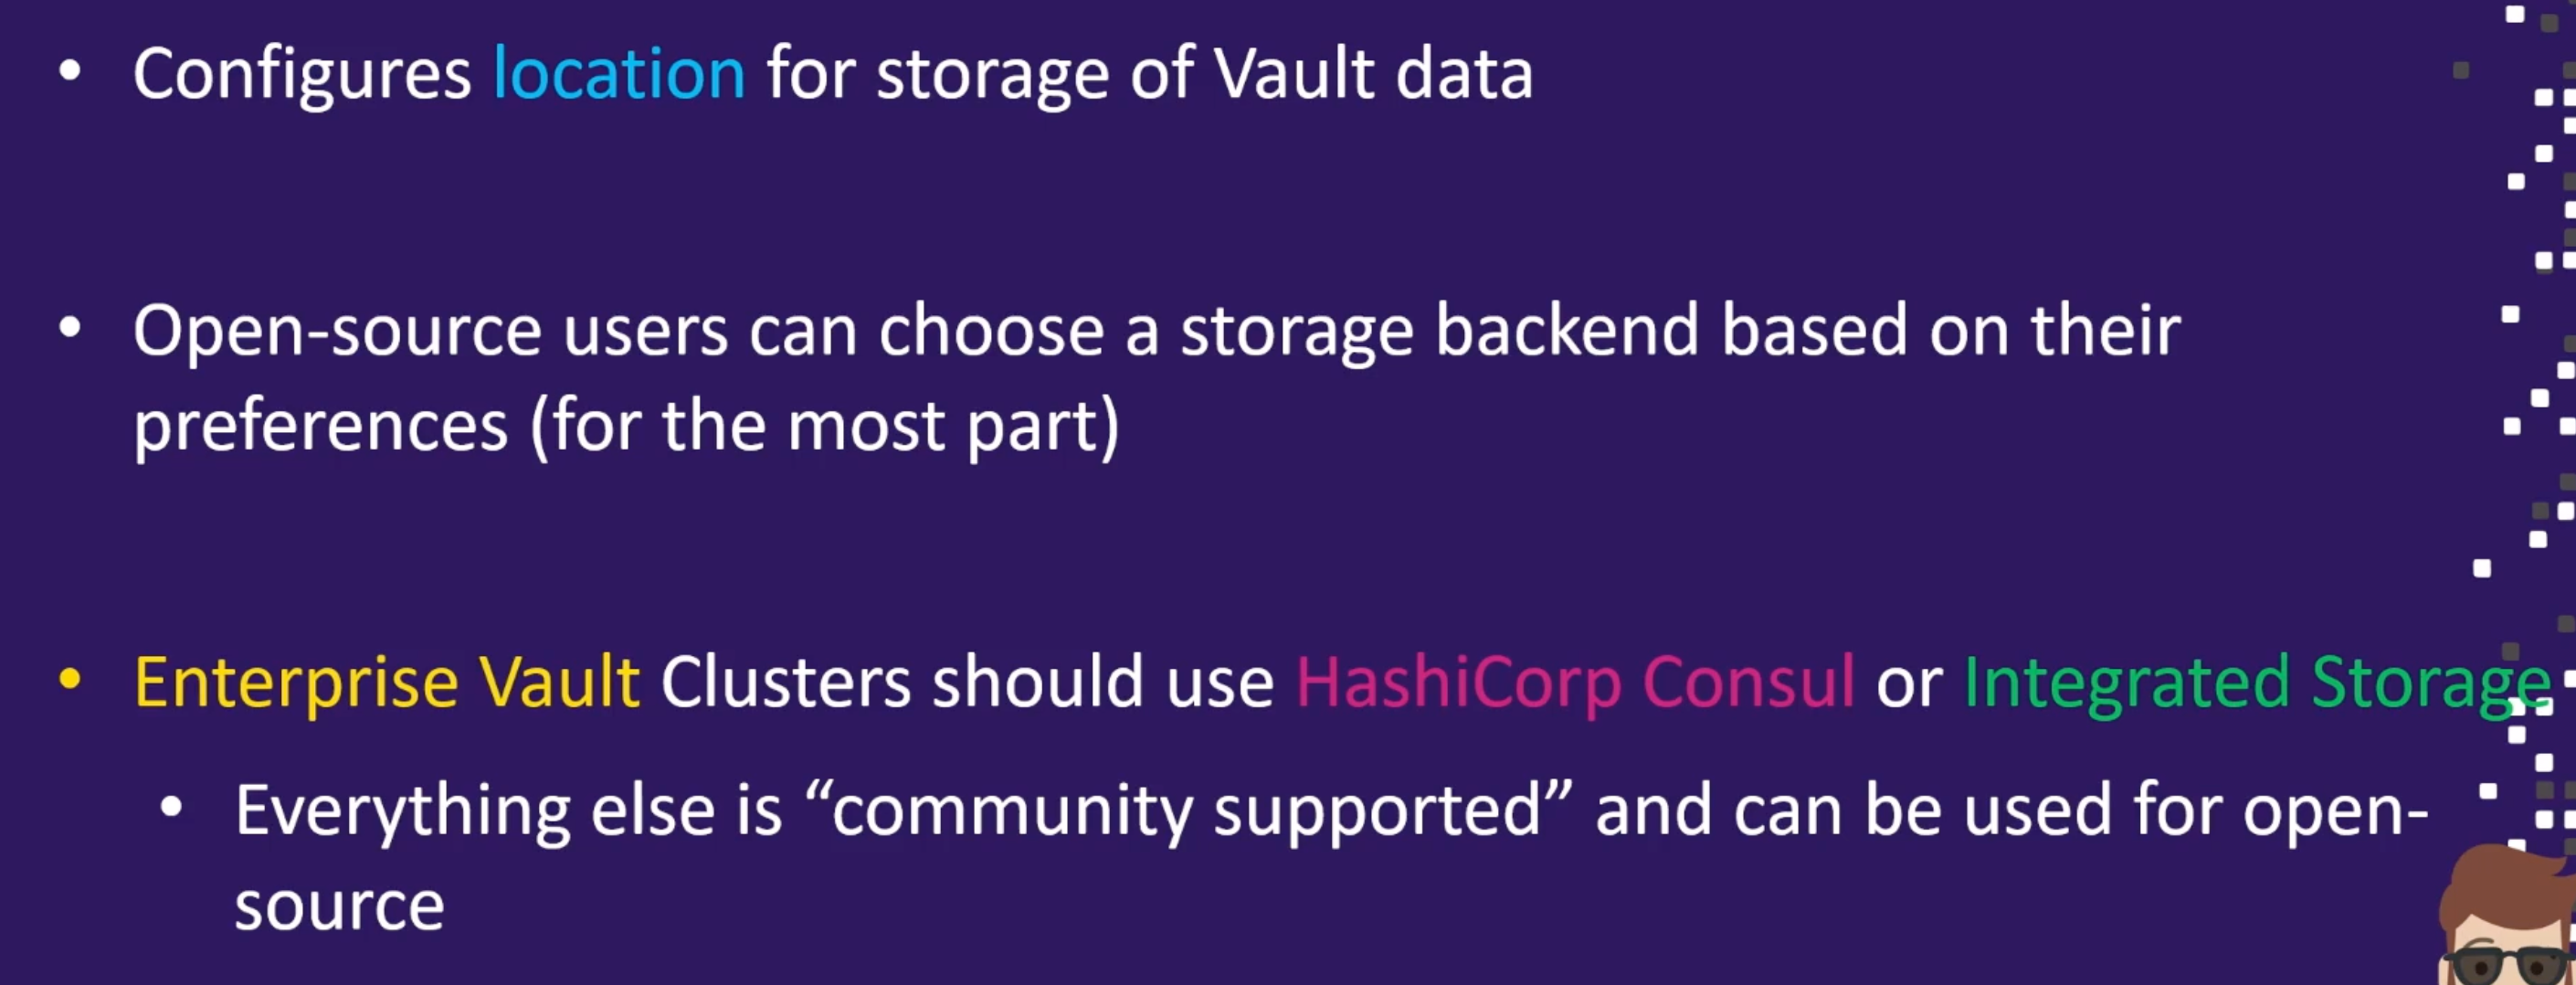 • Configures location for storage of Vault data
• Open-source users can choose a storage backend based on their
preferences (for the most part)
• Enterprise Vault Clusters should use HashiCorp Consul or Integrated Storage
• Everything else is “community supported” and can be used for open-
source